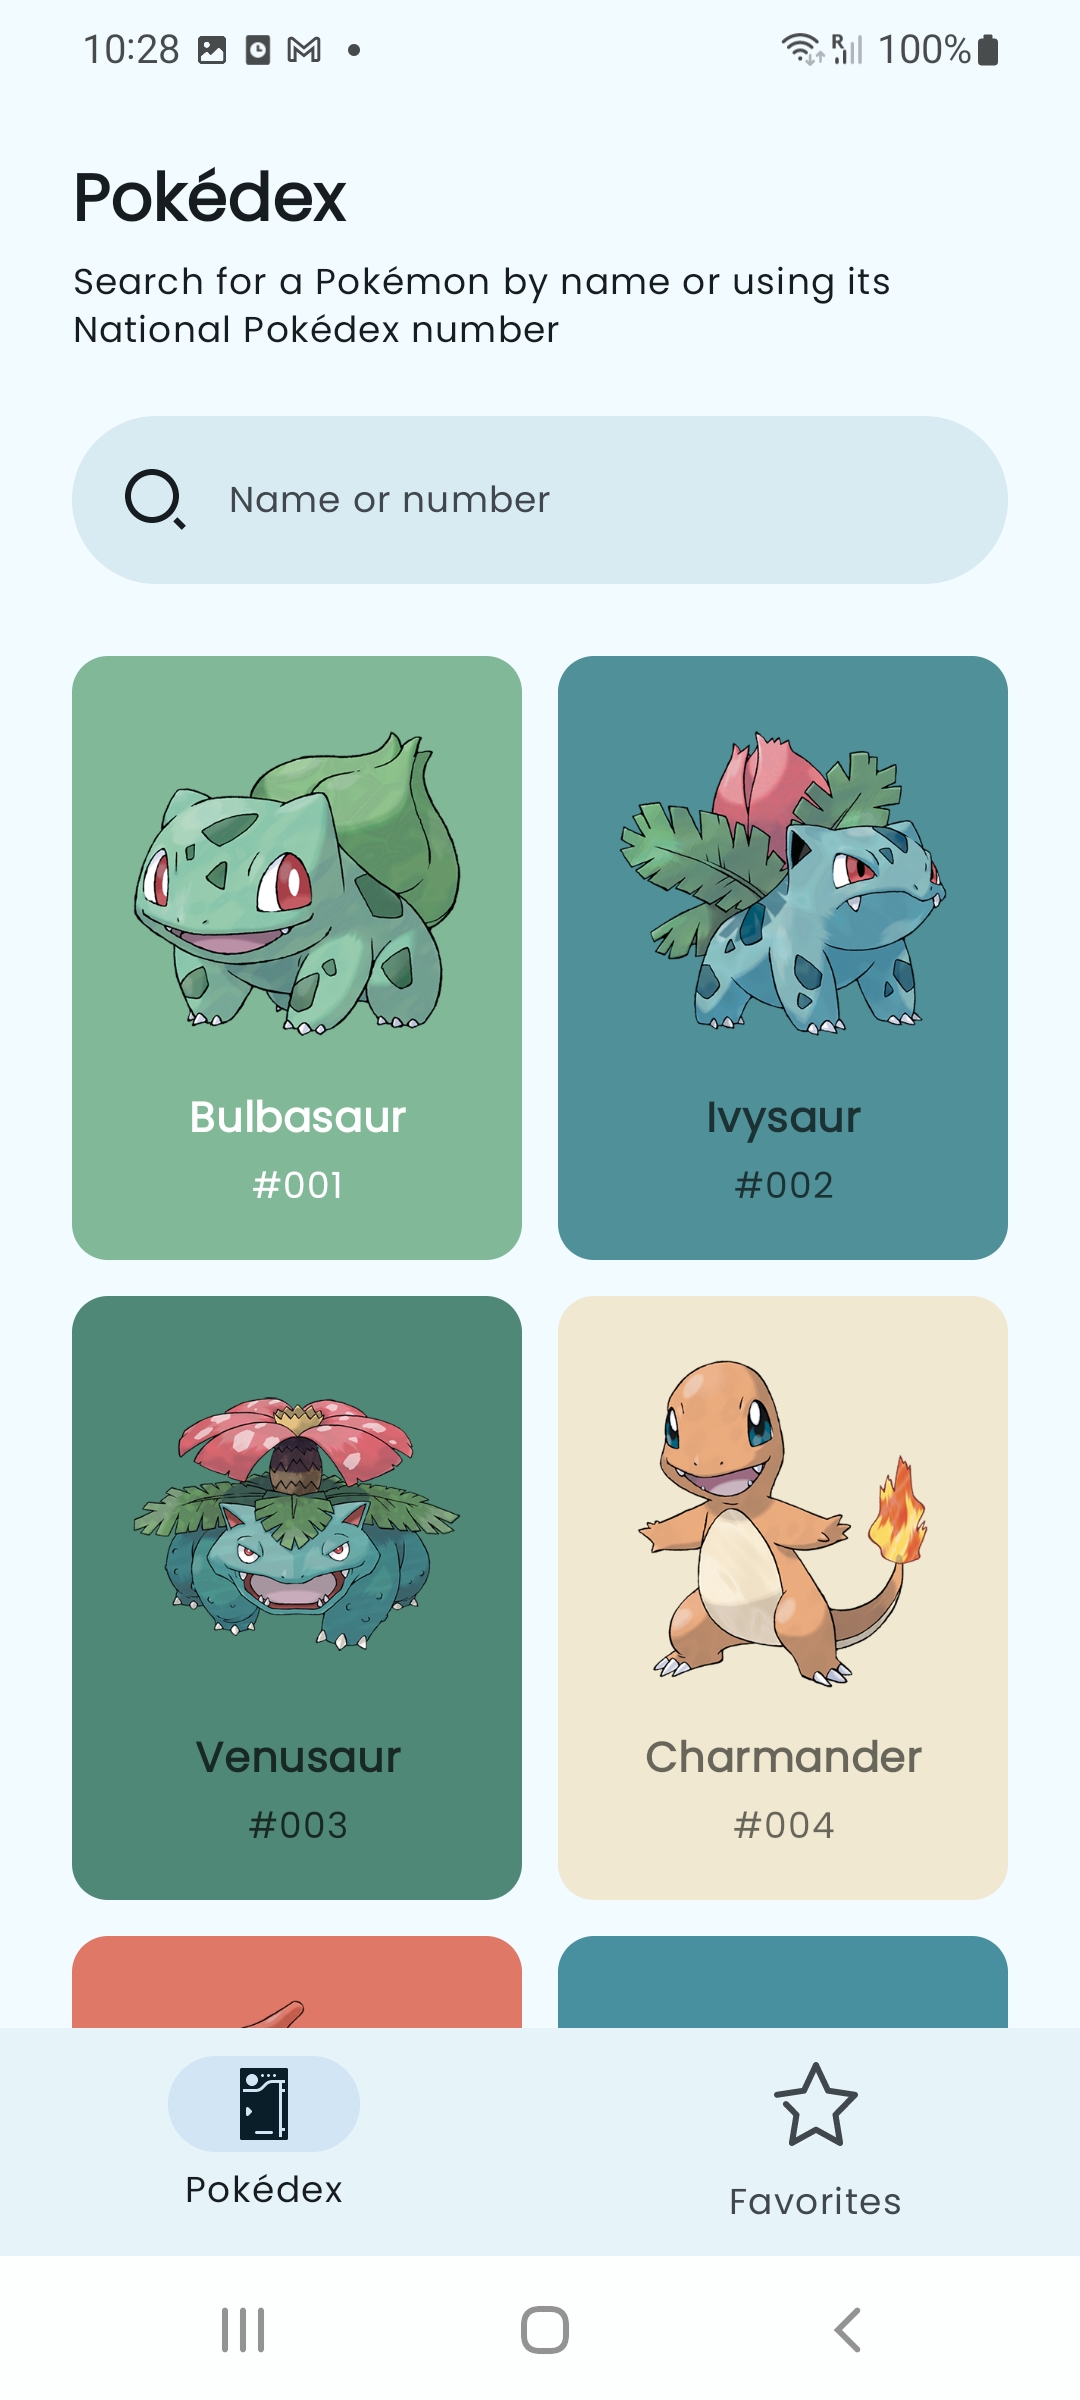 10:28
R
100%
Pokédex
Search for a Pokémon by name or using its
National Pokédex number
Name or number
Bulbasaur
#001
Ivysaur
#002
Venusaur
#003
Charmander
#004
Pokédex
Favorites